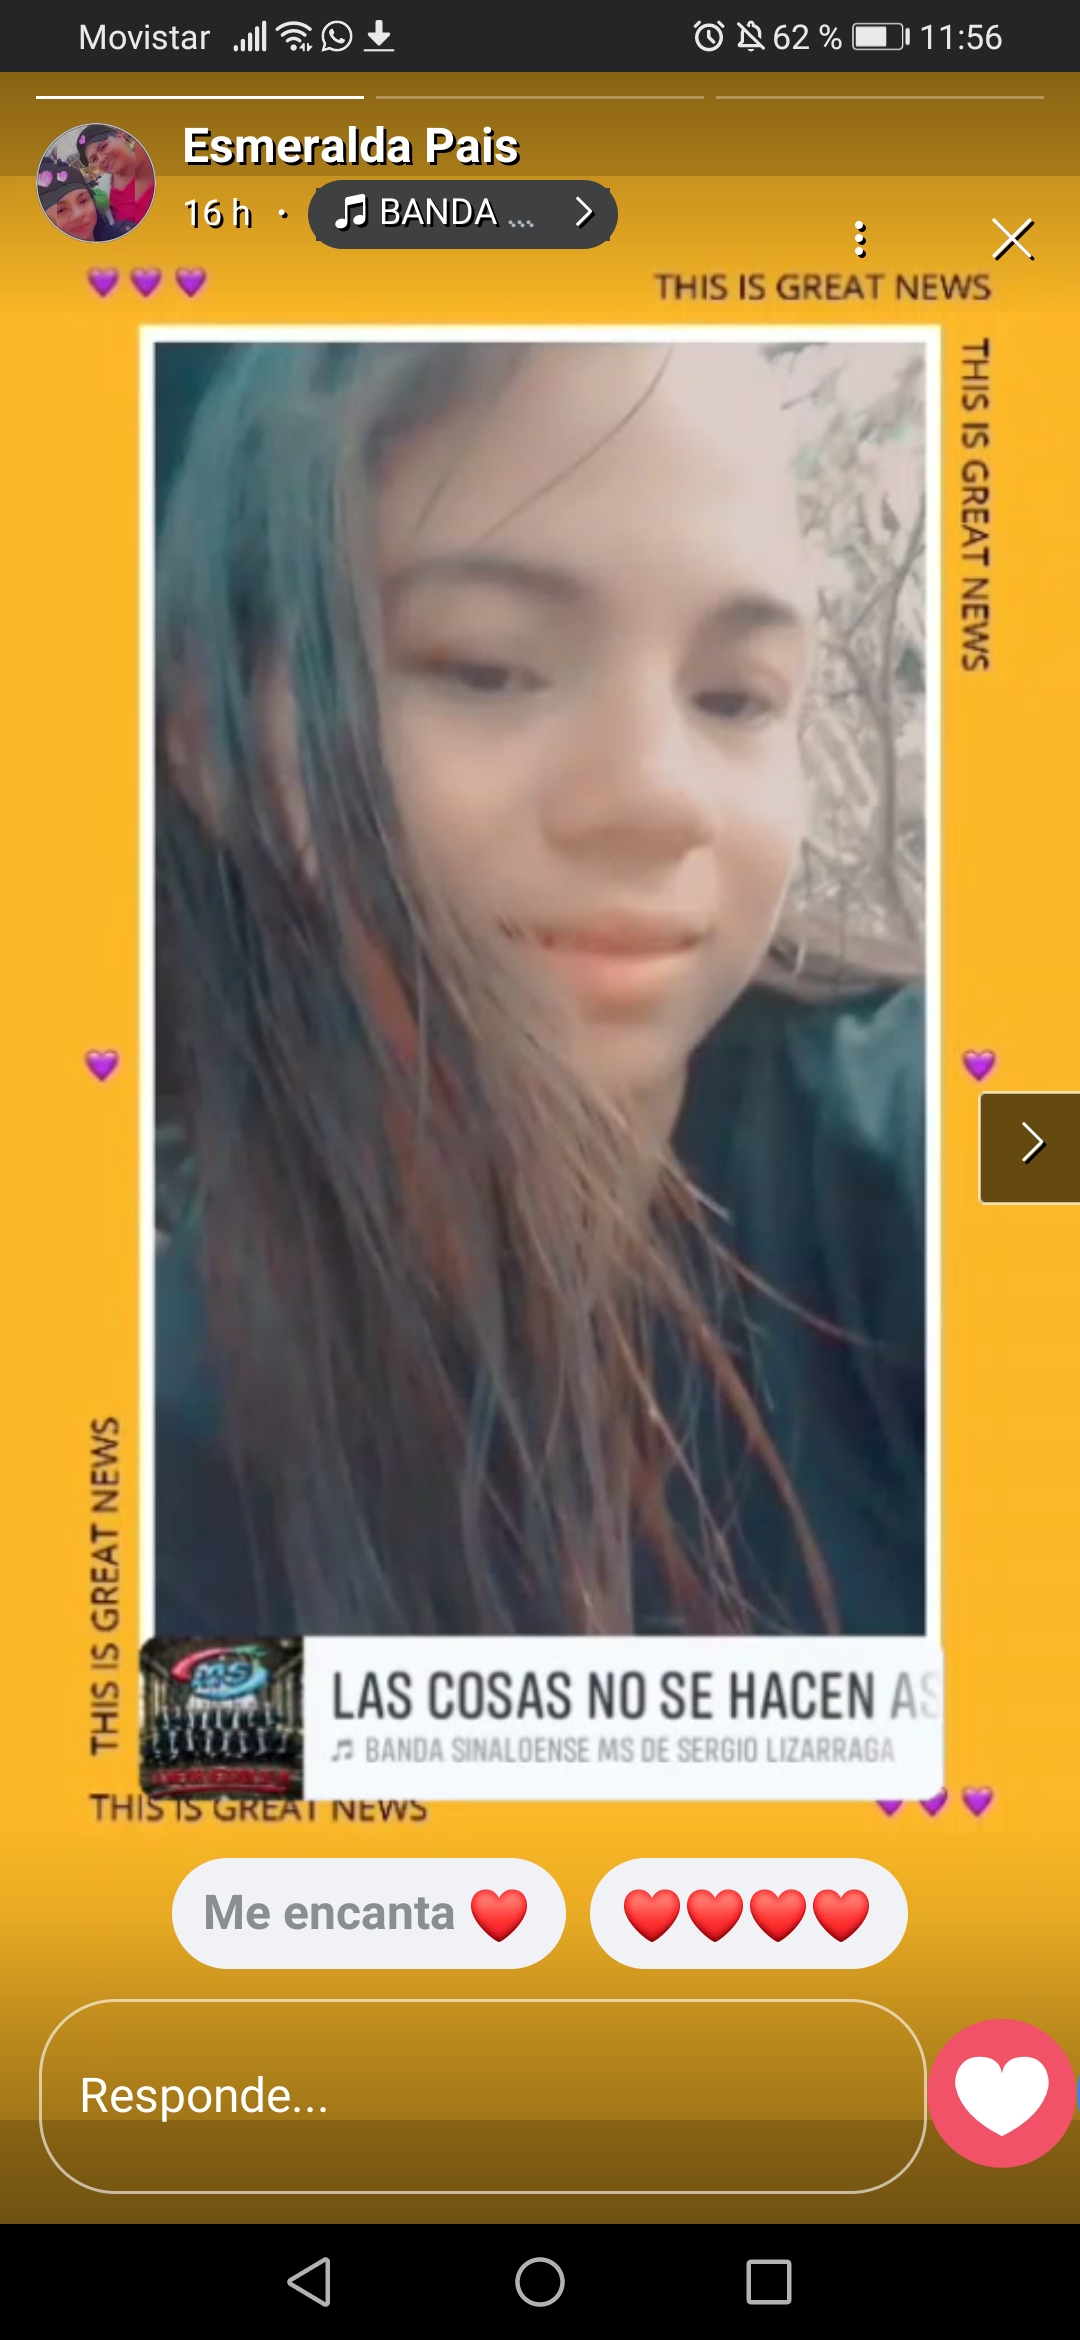 Movistar 62 % 11:56
Esmeralda Pais
16 h · BANDA ...
THIS IS GREAT NEWS
THIS IS GREAT NEWS
THIS IS GREAT NEWS
MS
LAS COSAS NO SE HACEN AS
BANDA SINALOENSE MS DE SERGIO LIZARRAGA
THIS IS GREAT NEWS
Me encanta
Responde...